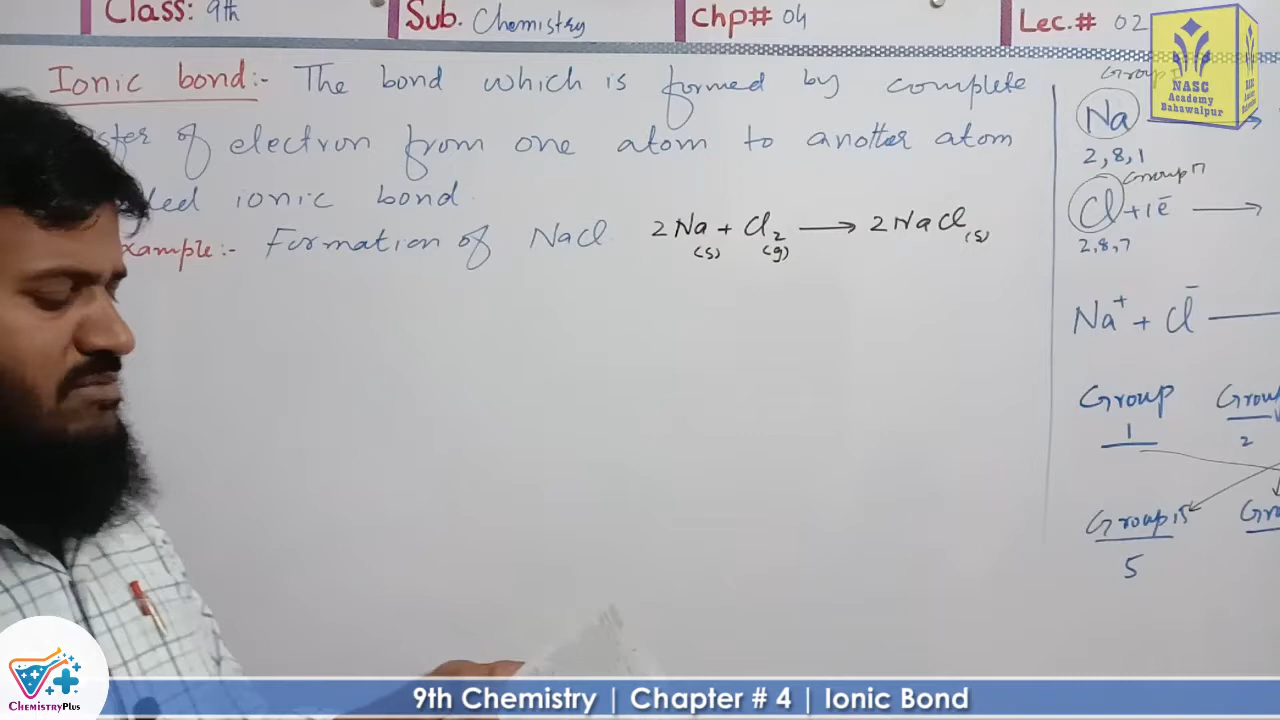 Class: 9th
Sub. Chemistry
Chp# 04
Lec.# 02
Ionic bond:- The bond which is formed by complete
of electron from one atom to another atom
ionic bond.
xample:- Formation of NaCl. 2Na(s) + Cl2(g) → 2NaCl(s)
Group
Na →
2,8,1
Group 17
Cl + 1ē →
2,8,7
Na+ + Cl-
Group
1
2
Group 15
5
NASC
Academy
Bahawalpur
ChemistryPlus
9th Chemistry | Chapter # 4 | Ionic Bond